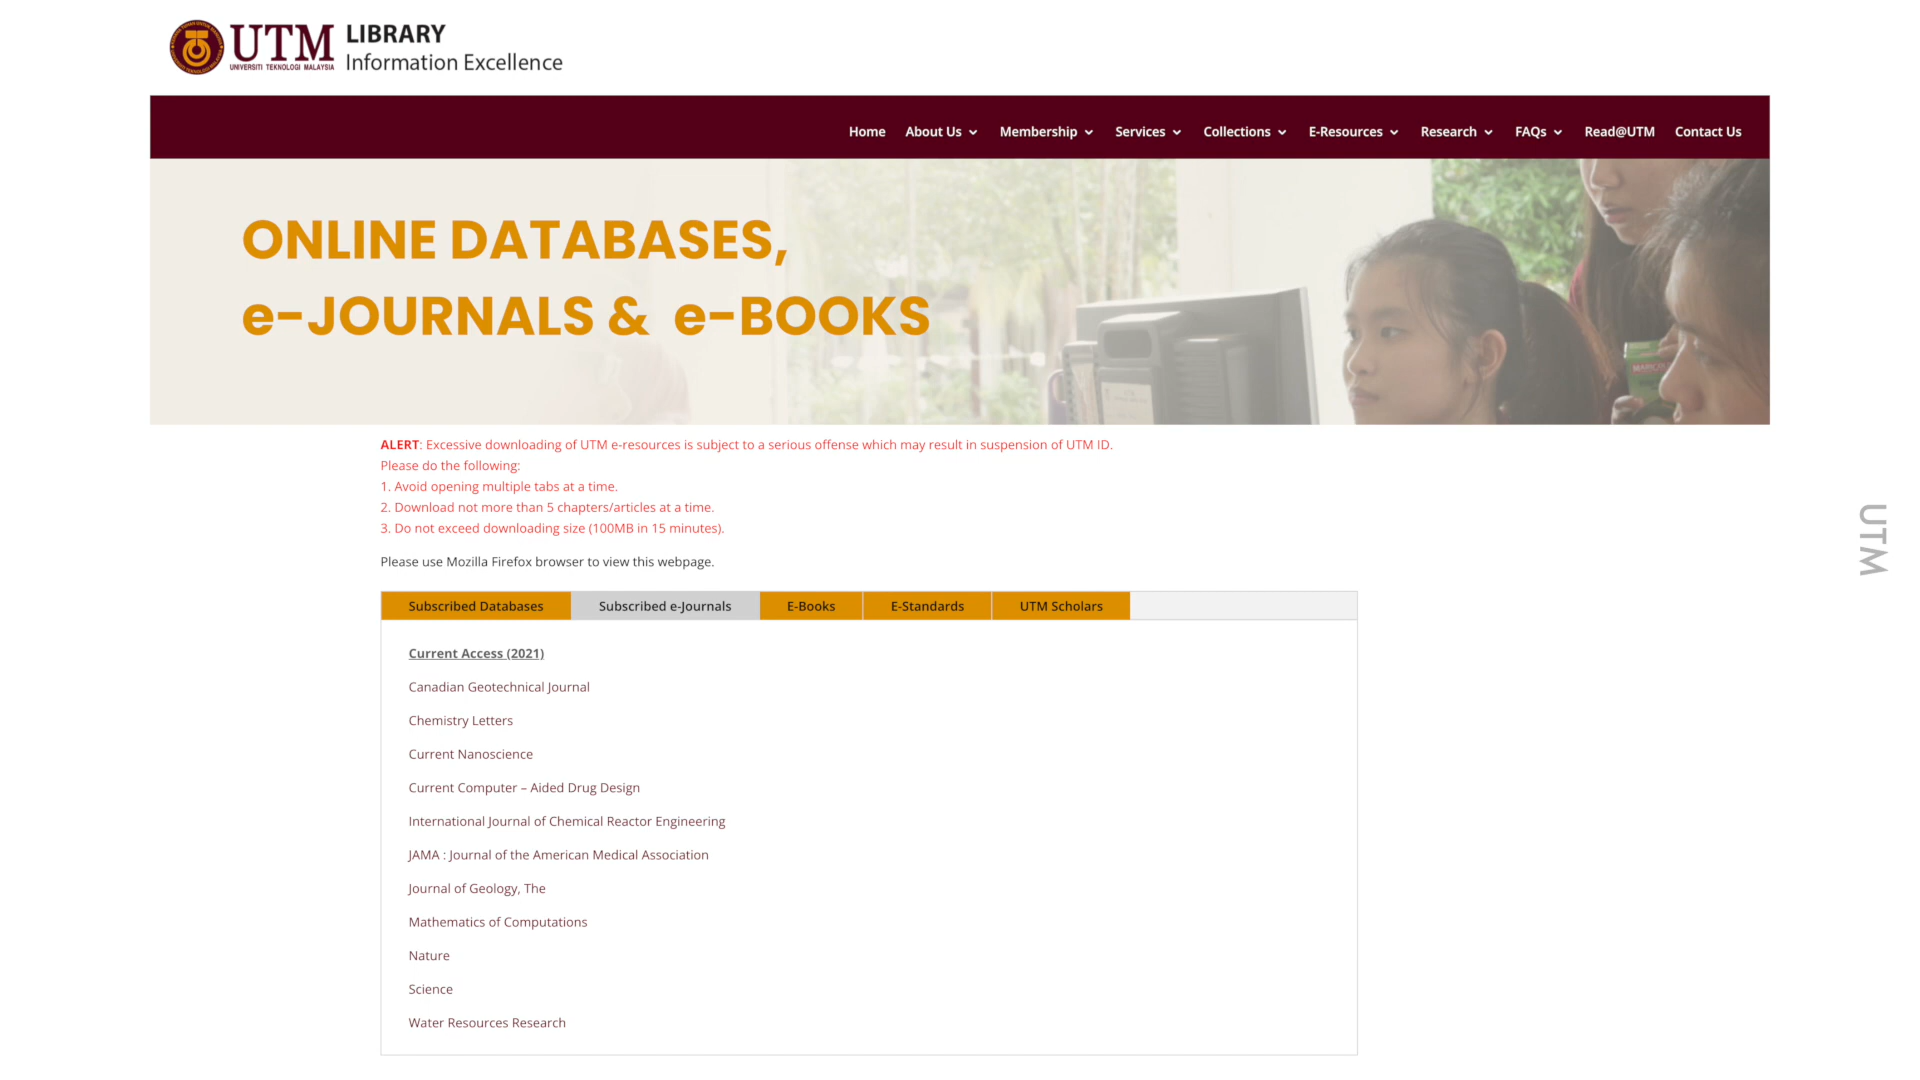 UTM LIBRARY
UNIVERSITI TEKNOLOGI MALAYSIA Information Excellence
Home About Us Membership Services Collections E-Resources Research FAQs Read@UTM Contact Us
ONLINE DATABASES,
e-JOURNALS & e-BOOKS
ALERT: Excessive downloading of UTM e-resources is subject to a serious offense which may result in suspension of UTM ID.
Please do the following:
1. Avoid opening multiple tabs at a time.
2. Download not more than 5 chapters/articles at a time.
3. Do not exceed downloading size (100MB in 15 minutes).
Please use Mozilla Firefox browser to view this webpage.
Subscribed Databases Subscribed e-Journals E-Books E-Standards UTM Scholars
Current Access (2021)
Canadian Geotechnical Journal
Chemistry Letters
Current Nanoscience
Current Computer – Aided Drug Design
International Journal of Chemical Reactor Engineering
JAMA : Journal of the American Medical Association
Journal of Geology, The
Mathematics of Computations
Nature
Science
Water Resources Research
UTM